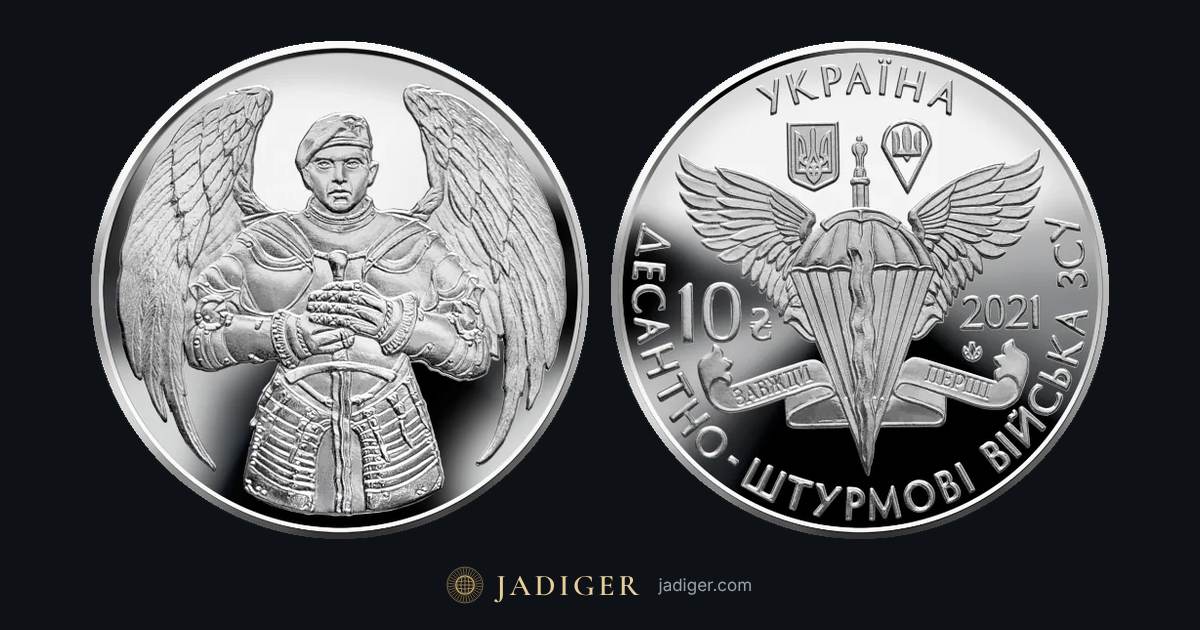 УКРАЇНА
10 ₴
2021
ЗАВЖДИ ПЕРШІ
ДЕСАНТНО-ШТУРМОВІ ВІЙСЬКА ЗСУ
JADIGER jadiger.com